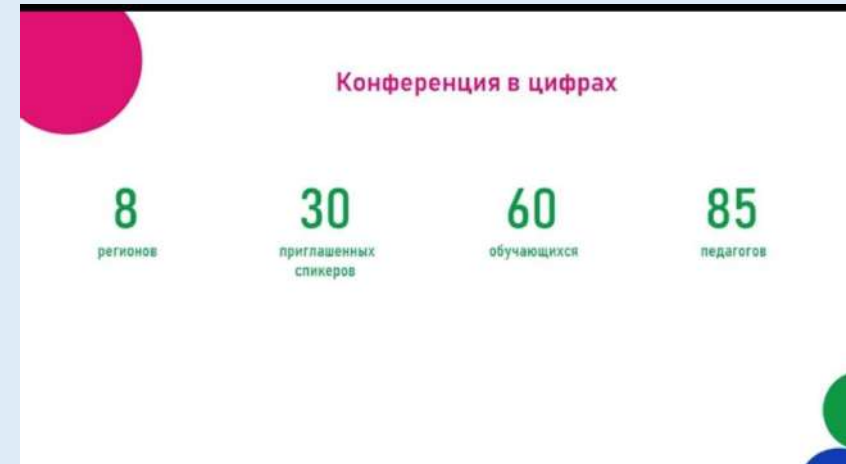 Конференция в цифрах
8
регионов
30
приглашенных
спикеров
60
обучающихся
85
педагогов